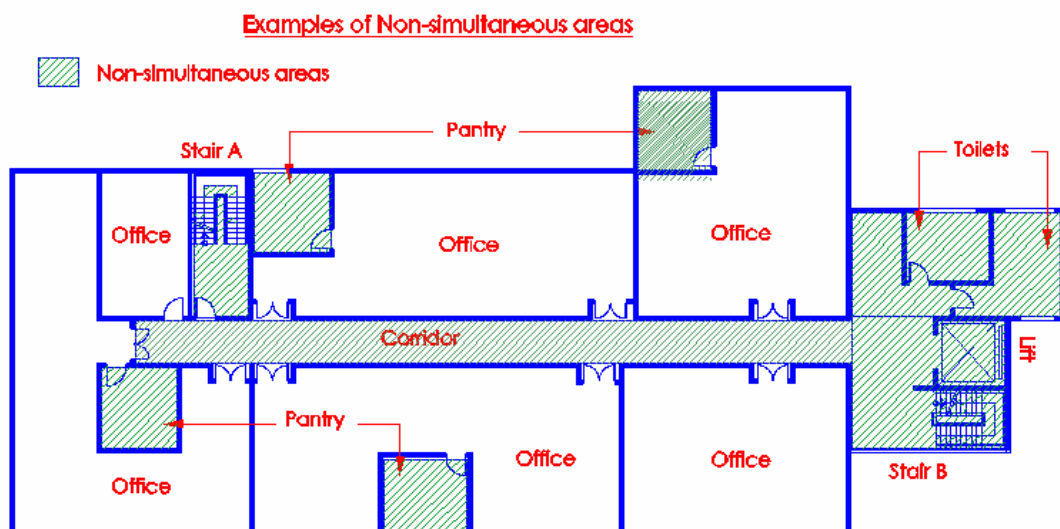 Examples of Non-simultaneous areas
Non-simultaneous areas
Pantry
Stair A
Toilets
Office
Office
Office
Corridor
Lift
Pantry
Office
Office
Office
Stair B